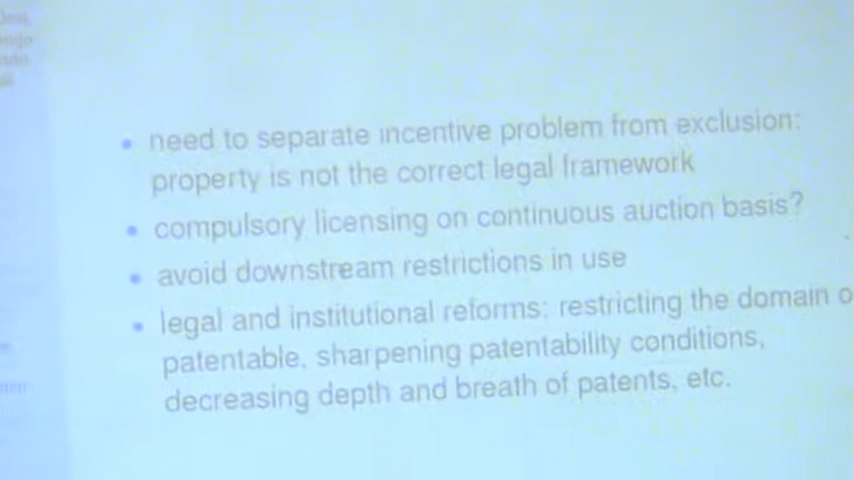 need to separate incentive problem from exclusion:
property is not the correct legal framework
compulsory licensing on continuous auction basis?
avoid downstream restrictions in use
legal and institutional reforms: restricting the domain
patentable, sharpening patentability conditions,
decreasing depth and breath of patents, etc.